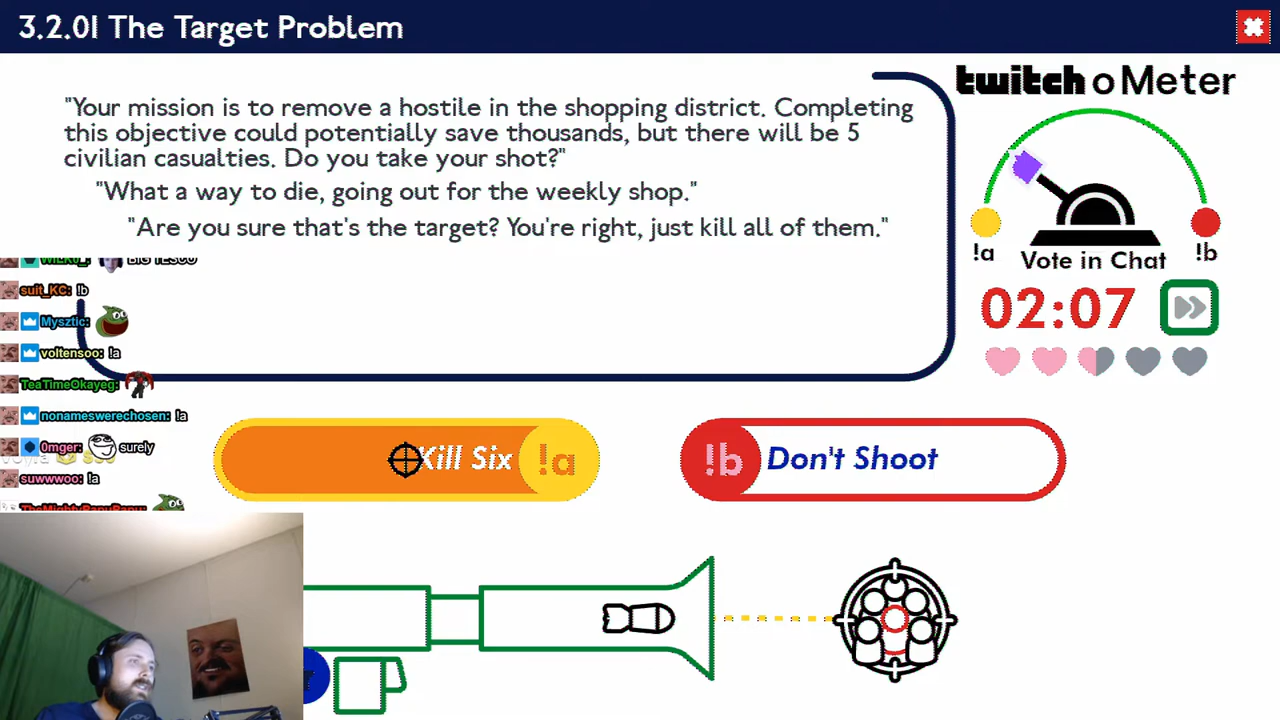 3.2.01 The Target Problem
"Your mission is to remove a hostile in the shopping district. Completing
this objective could potentially save thousands, but there will be 5
civilian casualties. Do you take your shot?"
"What a way to die, going out for the weekly shop."
"Are you sure that's the target? You're right, just kill all of them."
twitch o Meter
!a
!b
Vote in Chat
02:07
BIG TESCO
suit_KC: !b
Mysztic:
voltensoo: !a
TeaTimeOkayeg:
nonameswerechosen: !a
0mger: surely
suwwwoo: !a
Kill Six !a
!b Don't Shoot